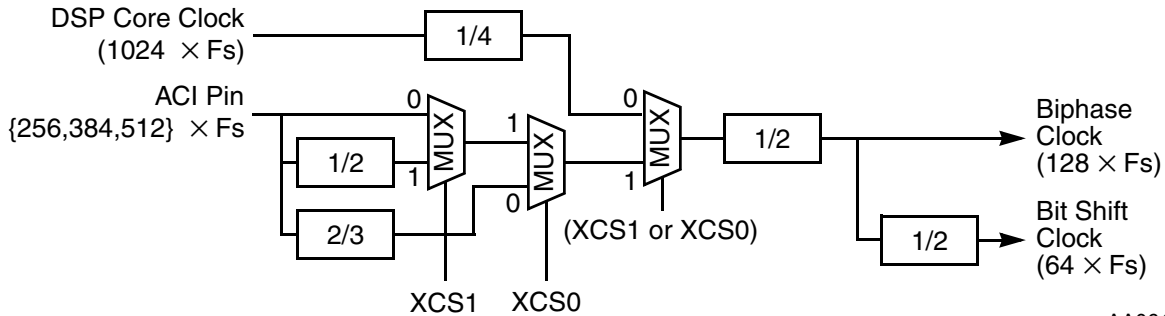 DSP Core Clock
(1024 × Fs)
1/4
ACI Pin
{256,384,512} × Fs
0
1
MUX
1/2
2/3
1
0
MUX
0
1
MUX
(XCS1 or XCS0)
1/2
Biphase
Clock
(128 × Fs)
1/2
Bit Shift
Clock
(64 × Fs)
XCS1
XCS0